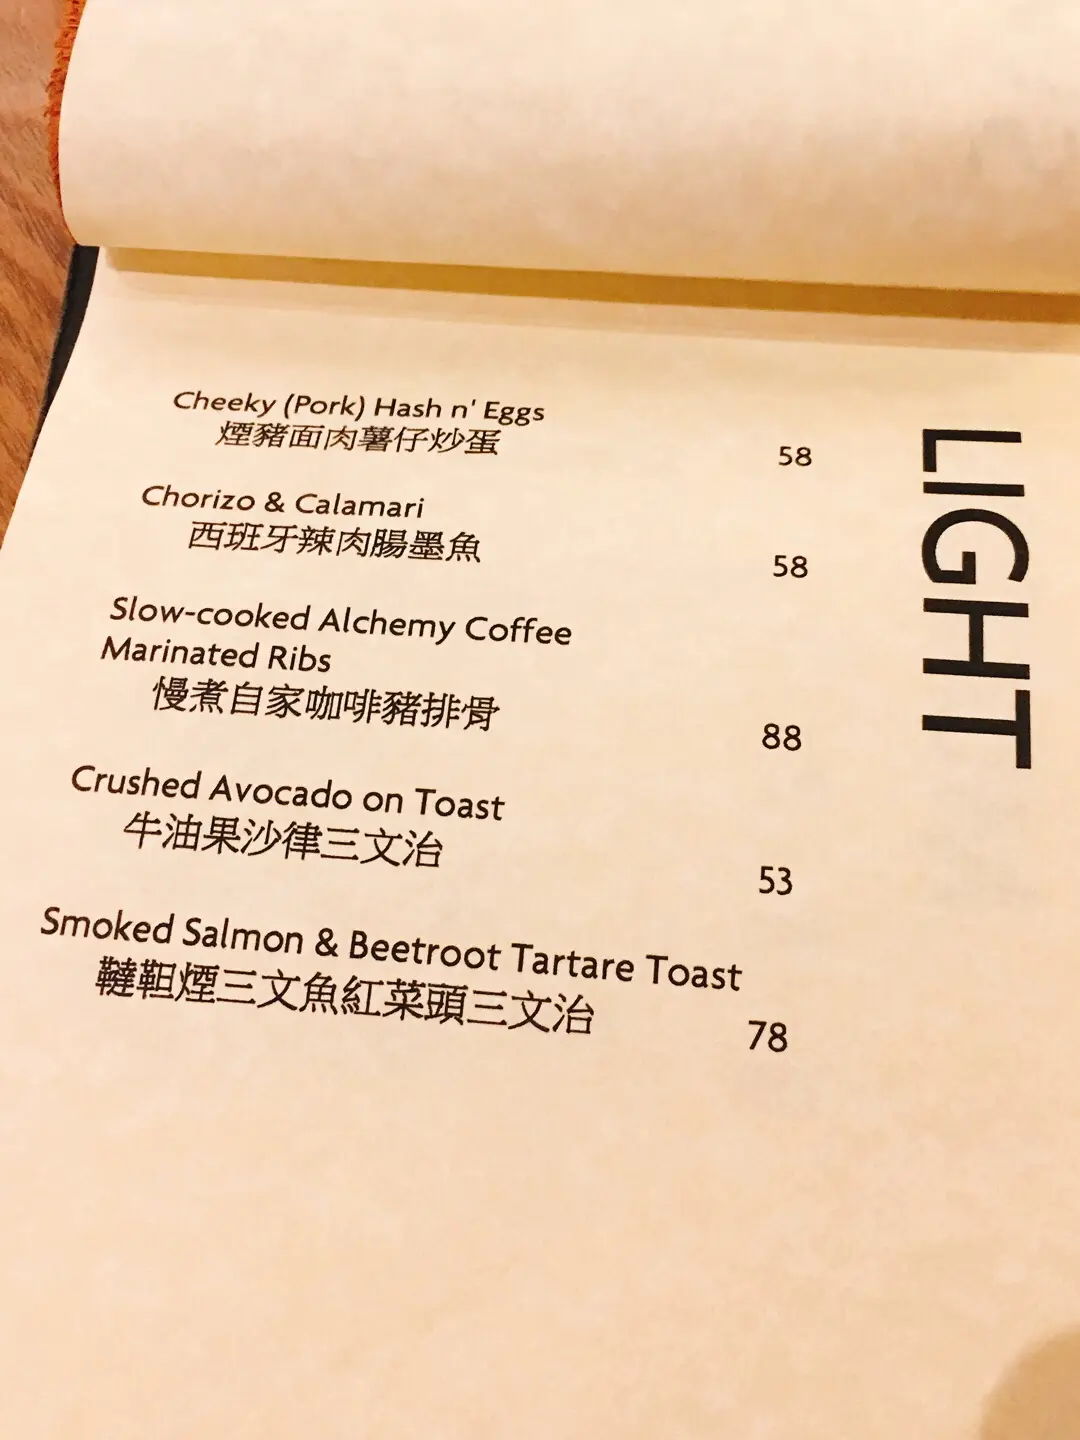 LIGHT
Cheeky (Pork) Hash n' Eggs
煙豬面肉薯仔炒蛋
58
Chorizo & Calamari
西班牙辣肉腸墨魚
58
Slow-cooked Alchemy Coffee
Marinated Ribs
慢煮自家咖啡豬排骨
88
Crushed Avocado on Toast
牛油果沙律三文治
53
Smoked Salmon & Beetroot Tartare Toast
韃靼煙三文魚紅菜頭三文治
78